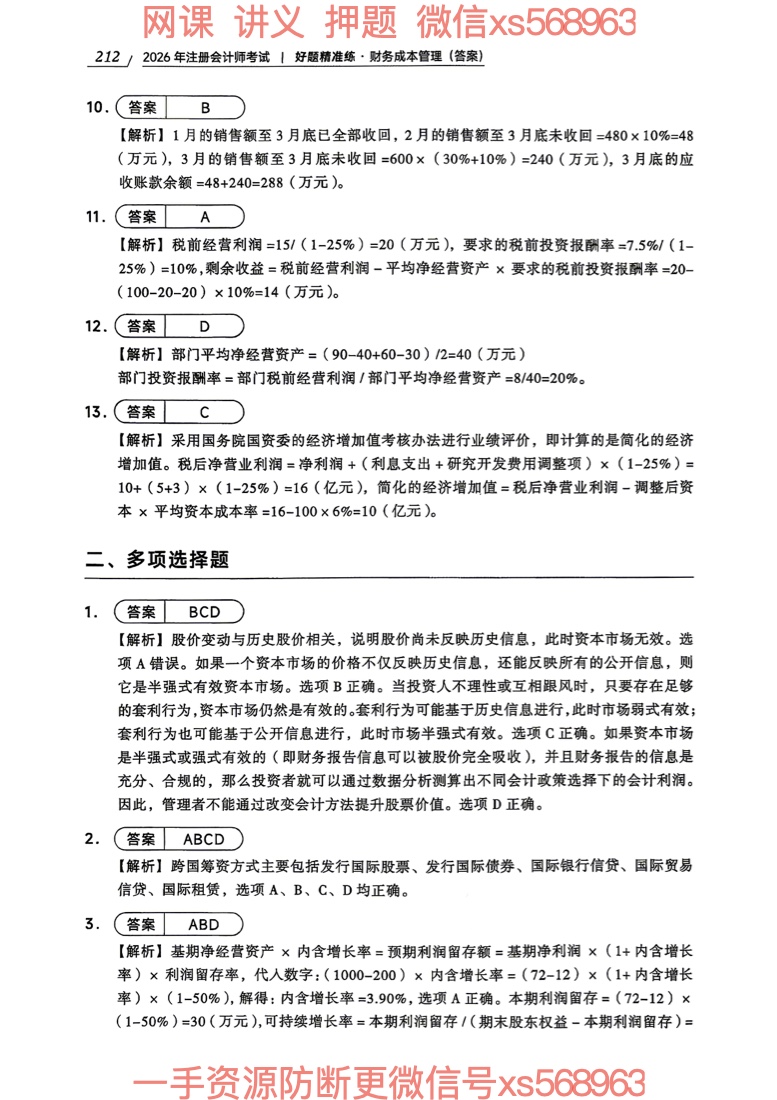 网课 讲义 押题 微信xs568963
212 / 2026年注册会计师考试 | 好题精准练·财务成本管理（答案）
10. 答案 B
【解析】1月的销售额至3月底已全部收回，2月的销售额至3月底未收回=480×10%=48
（万元），3月的销售额至3月底未收回=600×（30%+10%）=240（万元），3月底的应
收账款余额=48+240=288（万元）。
11. 答案 A
【解析】税前经营利润=15/（1-25%）=20（万元），要求的税前投资报酬率=7.5%/（1-
25%）=10%，剩余收益=税前经营利润-平均净经营资产×要求的税前投资报酬率=20-
（100-20-20）×10%=14（万元）。
12. 答案 D
【解析】部门平均净经营资产=（90-40+60-30）/2=40（万元）
部门投资报酬率=部门税前经营利润/部门平均净经营资产=8/40=20%。
13. 答案 C
【解析】采用国务院国资委的经济增加值考核办法进行业绩评价，即计算的是简化的经济
增加值。税后净营业利润=净利润+（利息支出+研究开发费用调整项）×（1-25%）=
10+（5+3）×（1-25%）=16（亿元），简化的经济增加值=税后净营业利润-调整后资
本×平均资本成本率=16-100×6%=10（亿元）。
二、多项选择题
1. 答案 BCD
【解析】股价变动与历史股价相关，说明股价尚未反映历史信息，此时资本市场无效。选
项A错误。如果一个资本市场的价格不仅反映历史信息，还能反映所有的公开信息，则
它是半强式有效资本市场。选项B正确。当投资人不理性或互相跟风时，只要存在足够
的套利行为，资本市场仍然是有效的。套利行为可能基于历史信息进行，此时市场弱式有效；
套利行为也可能基于公开信息进行，此时市场半强式有效。选项C正确。如果资本市场
是半强式或强式有效的（即财务报告信息可以被股价完全吸收），并且财务报告的信息是
充分、合规的，那么投资者就可以通过数据分析测算出不同会计政策选择下的会计利润。
因此，管理者不能通过改变会计方法提升股票价值。选项D正确。
2. 答案 ABCD
【解析】跨国筹资方式主要包括发行国际股票、发行国际债券、国际银行信贷、国际贸易
信贷、国际租赁，选项A、B、C、D均正确。
3. 答案 ABD
【解析】基期净经营资产×内含增长率=预期利润留存额=基期净利润×（1+内含增长
率）×利润留存率，代入数字：（1000-200）×内含增长率=（72-12）×（1+内含增长
率）×（1-50%），解得：内含增长率=3.90%，选项A正确。本期利润留存=（72-12）×
（1-50%）=30（万元），可持续增长率=本期利润留存/（期末股东权益-本期利润留存）=
一手资源防断更微信号xs568963